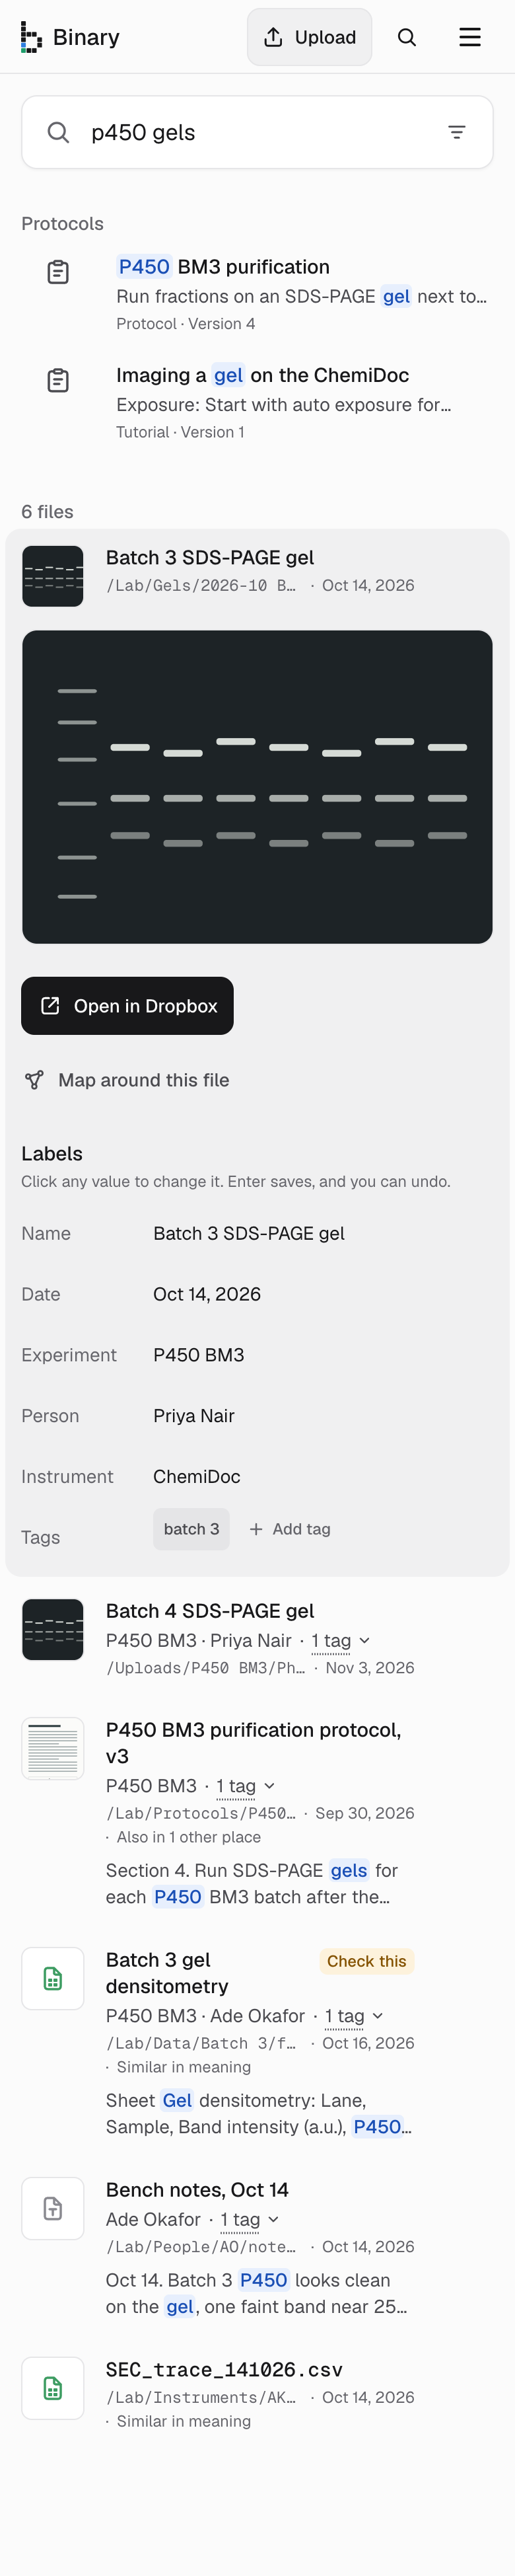 Binary
Upload
p450 gels
Protocols
P450 BM3 purification
Run fractions on an SDS-PAGE gel next to...
Protocol · Version 4
Imaging a gel on the ChemiDoc
Exposure: Start with auto exposure for...
Tutorial · Version 1
6 files
Batch 3 SDS-PAGE gel
/Lab/Gels/2026-10 B... · Oct 14, 2026
Open in Dropbox
Map around this file
Labels
Click any value to change it. Enter saves, and you can undo.
Name Batch 3 SDS-PAGE gel
Date Oct 14, 2026
Experiment P450 BM3
Person Priya Nair
Instrument ChemiDoc
Tags batch 3 + Add tag
Batch 4 SDS-PAGE gel
P450 BM3 · Priya Nair · 1 tag
/Uploads/P450 BM3/Ph... · Nov 3, 2026
P450 BM3 purification protocol,
v3
P450 BM3 · 1 tag
/Lab/Protocols/P450... · Sep 30, 2026
· Also in 1 other place
Section 4. Run SDS-PAGE gels for
each P450 BM3 batch after the...
Batch 3 gel Check this
densitometry
P450 BM3 · Ade Okafor · 1 tag
/Lab/Data/Batch 3/f... · Oct 16, 2026
· Similar in meaning
Sheet Gel densitometry: Lane,
Sample, Band intensity (a.u.), P450...
Bench notes, Oct 14
Ade Okafor · 1 tag
/Lab/People/AO/note... · Oct 14, 2026
Oct 14. Batch 3 P450 looks clean
on the gel, one faint band near 25...
SEC_trace_141026.csv
/Lab/Instruments/AK... · Oct 14, 2026
· Similar in meaning